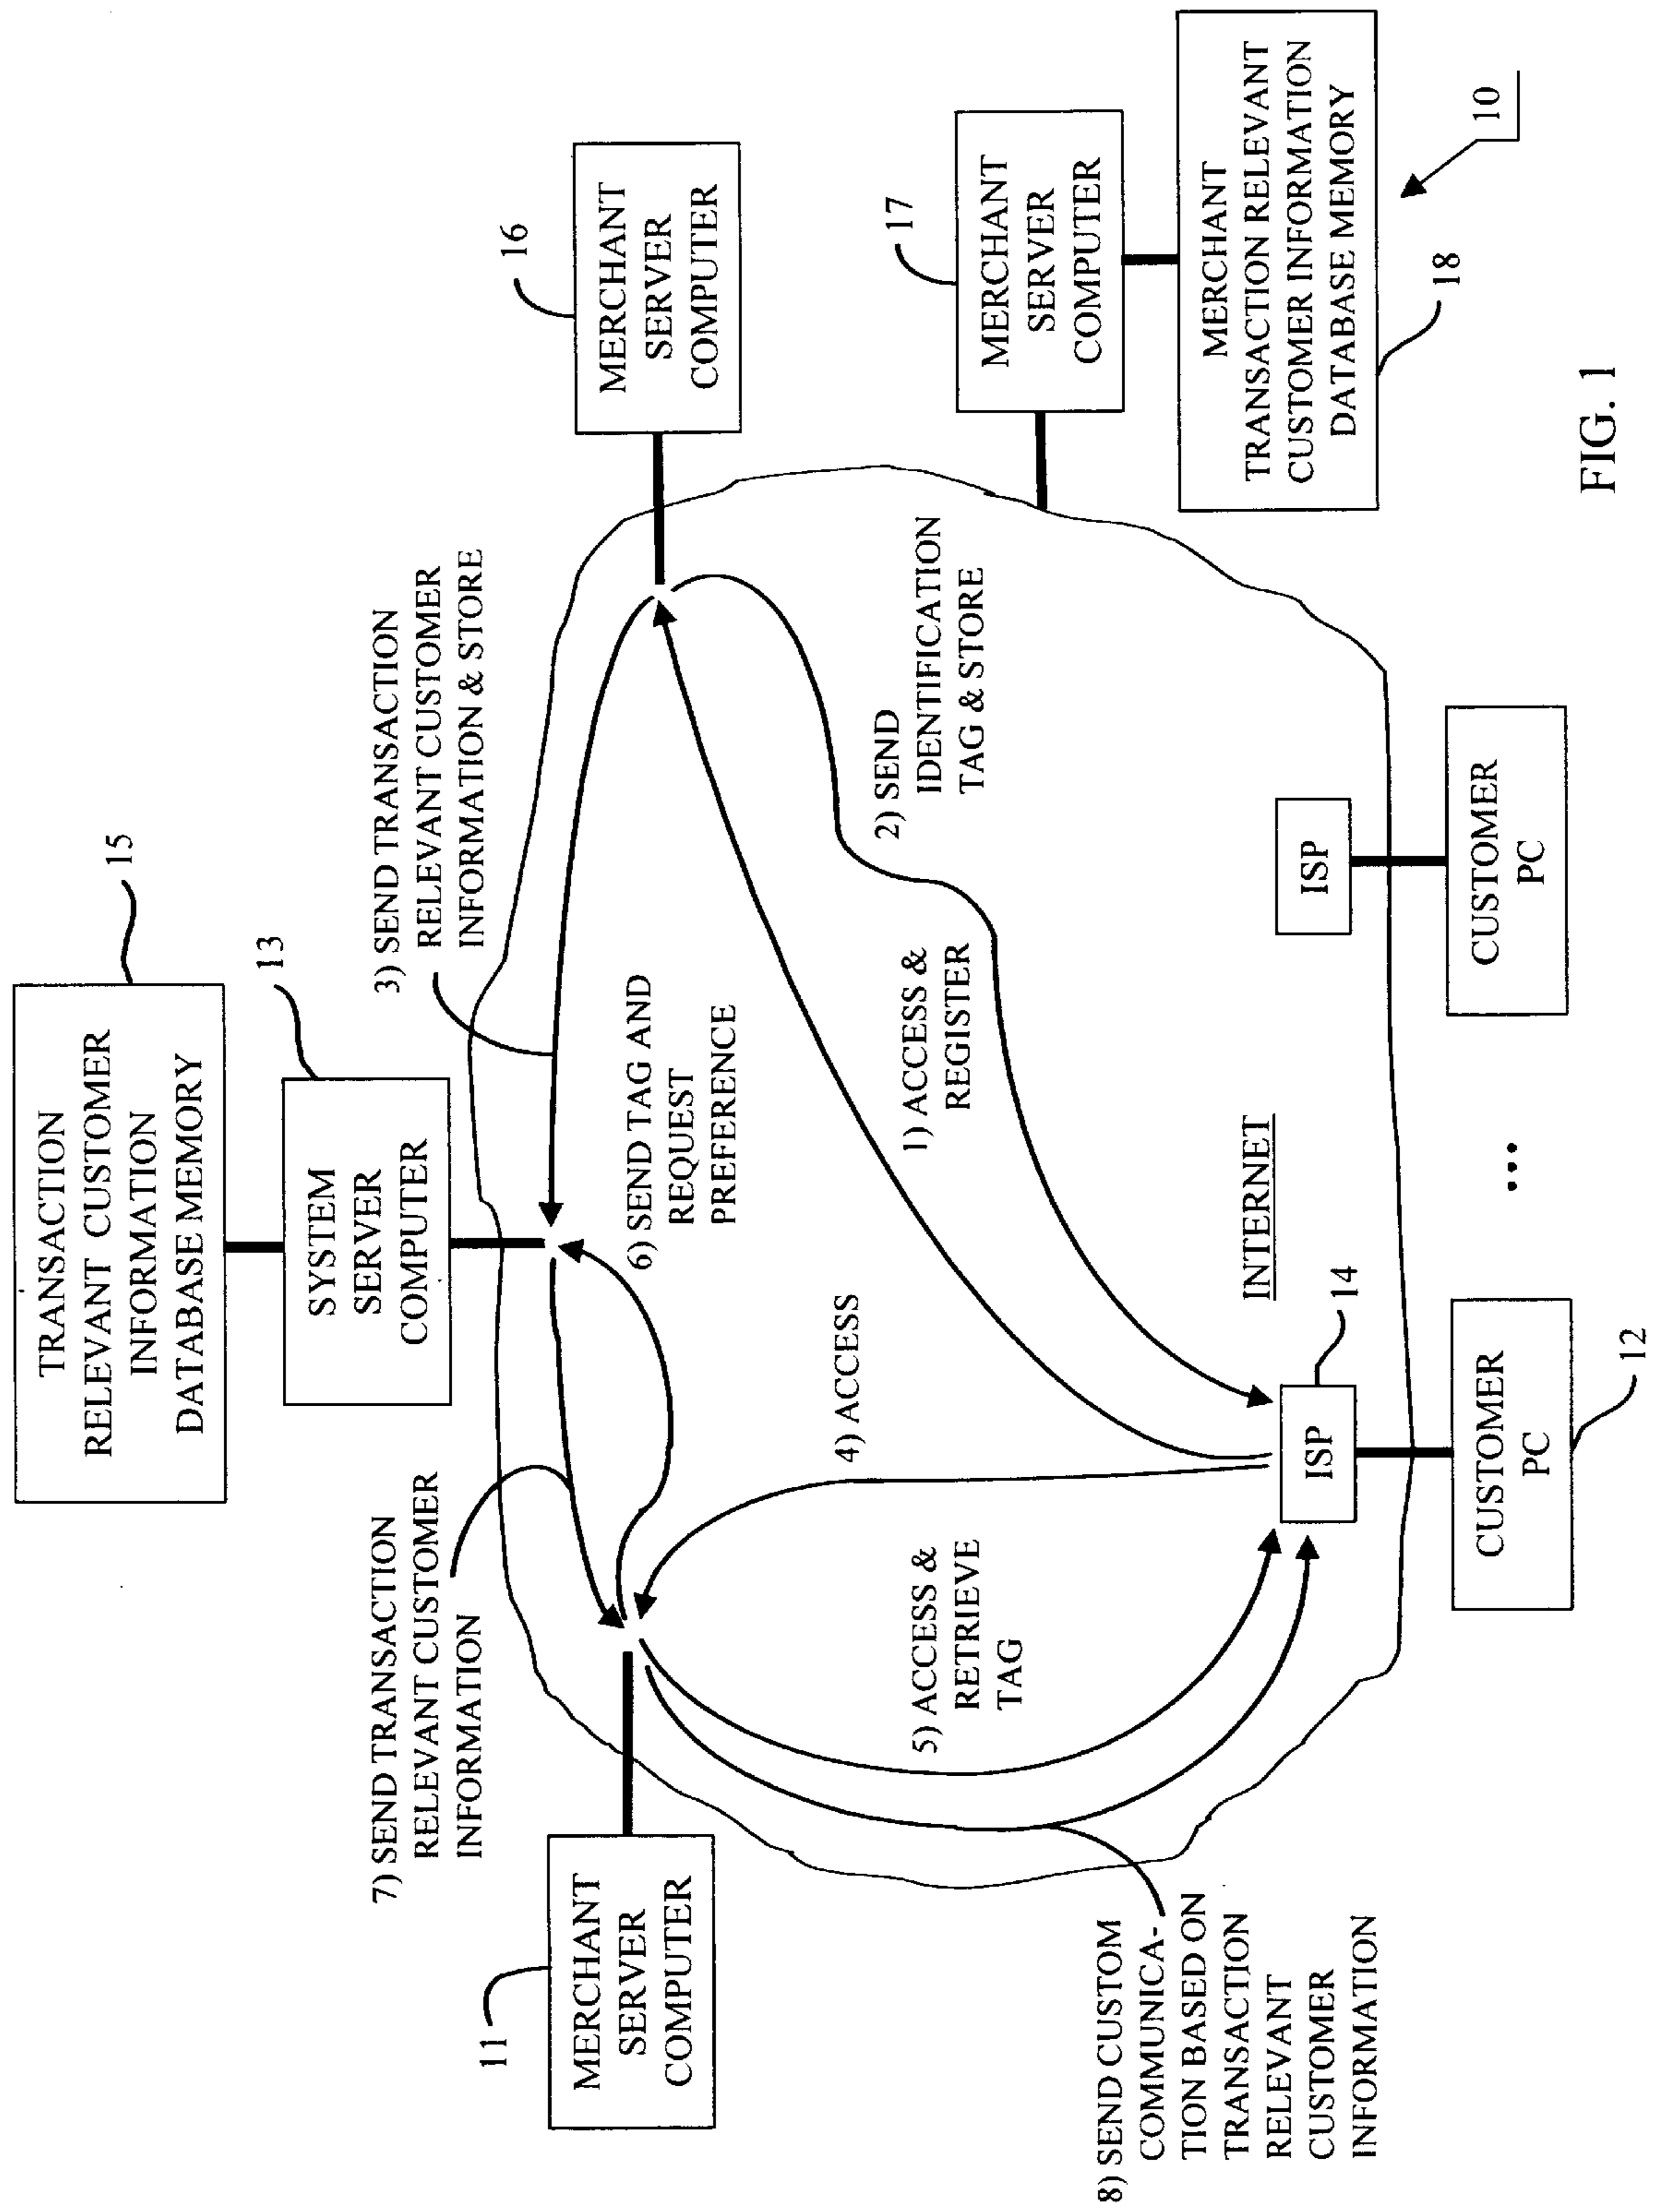 TRANSACTION
RELEVANT CUSTOMER
INFORMATION
DATABASE MEMORY
15
SYSTEM
SERVER
COMPUTER
13
7) SEND TRANSACTION
RELEVANT CUSTOMER
INFORMATION
3) SEND TRANSACTION
RELEVANT CUSTOMER
INFORMATION & STORE
11
MERCHANT
SERVER
COMPUTER
6) SEND TAG AND
REQUEST
PREFERENCE
16
MERCHANT
SERVER
COMPUTER
4) ACCESS
5) ACCESS &
RETRIEVE
TAG
1) ACCESS &
REGISTER
2) SEND
IDENTIFICATION
TAG & STORE
17
MERCHANT
SERVER
COMPUTER
8) SEND CUSTOM
COMMUNICA-
TION BASED ON
TRANSACTION
RELEVANT
CUSTOMER
INFORMATION
INTERNET
14
ISP
ISP
MERCHANT
TRANSACTION RELEVANT
CUSTOMER INFORMATION
DATABASE MEMORY
18
10
CUSTOMER
PC
12
...
CUSTOMER
PC
FIG. 1